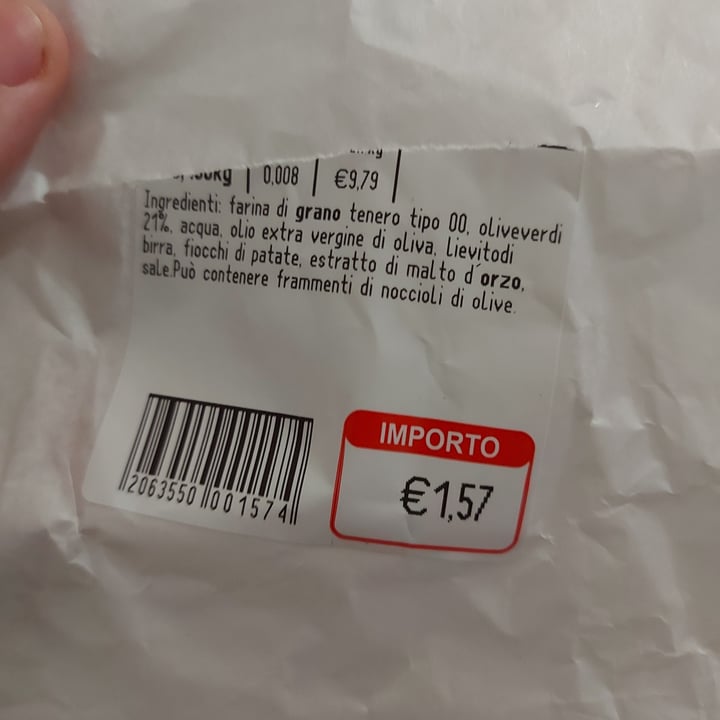 0,008 €9,79
Ingredienti: farina di grano tenero tipo 00, oliveverdi
21%, acqua, olio extra vergine di oliva, Lievitodi
birra, fiocchi di patate, estratto di malto d'orzo,
sale.Può contenere frammenti di noccioli di olive.
2063550 001574
IMPORTO
€1,57